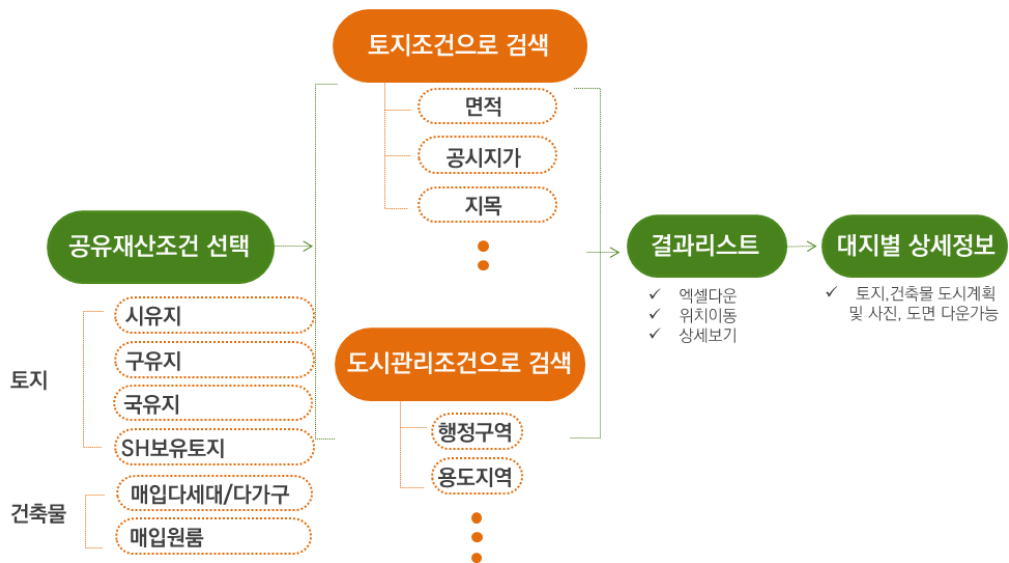 토지조건으로 검색
면적
공시지가
지목
공유재산조건 선택
토지
시유지
구유지
국유지
SH보유토지
건축물
매입다세대/다가구
매입원룸
도시관리조건으로 검색
행정구역
용도지역
결과리스트
✓ 엑셀다운
✓ 위치이동
✓ 상세보기
대지별 상세정보
✓ 토지,건축물 도시계획
및 사진, 도면 다운가능